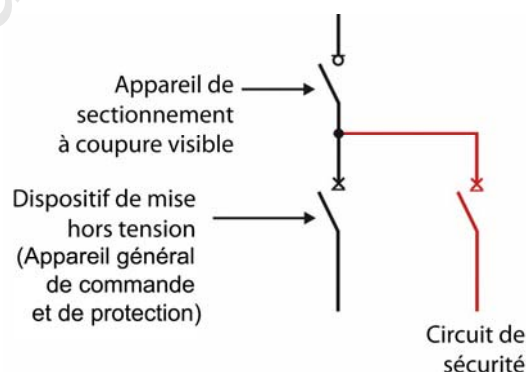 Appareil de
sectionnement
à coupure visible
Dispositif de mise
hors tension
(Appareil général
de commande
et de protection)
Circuit de
sécurité